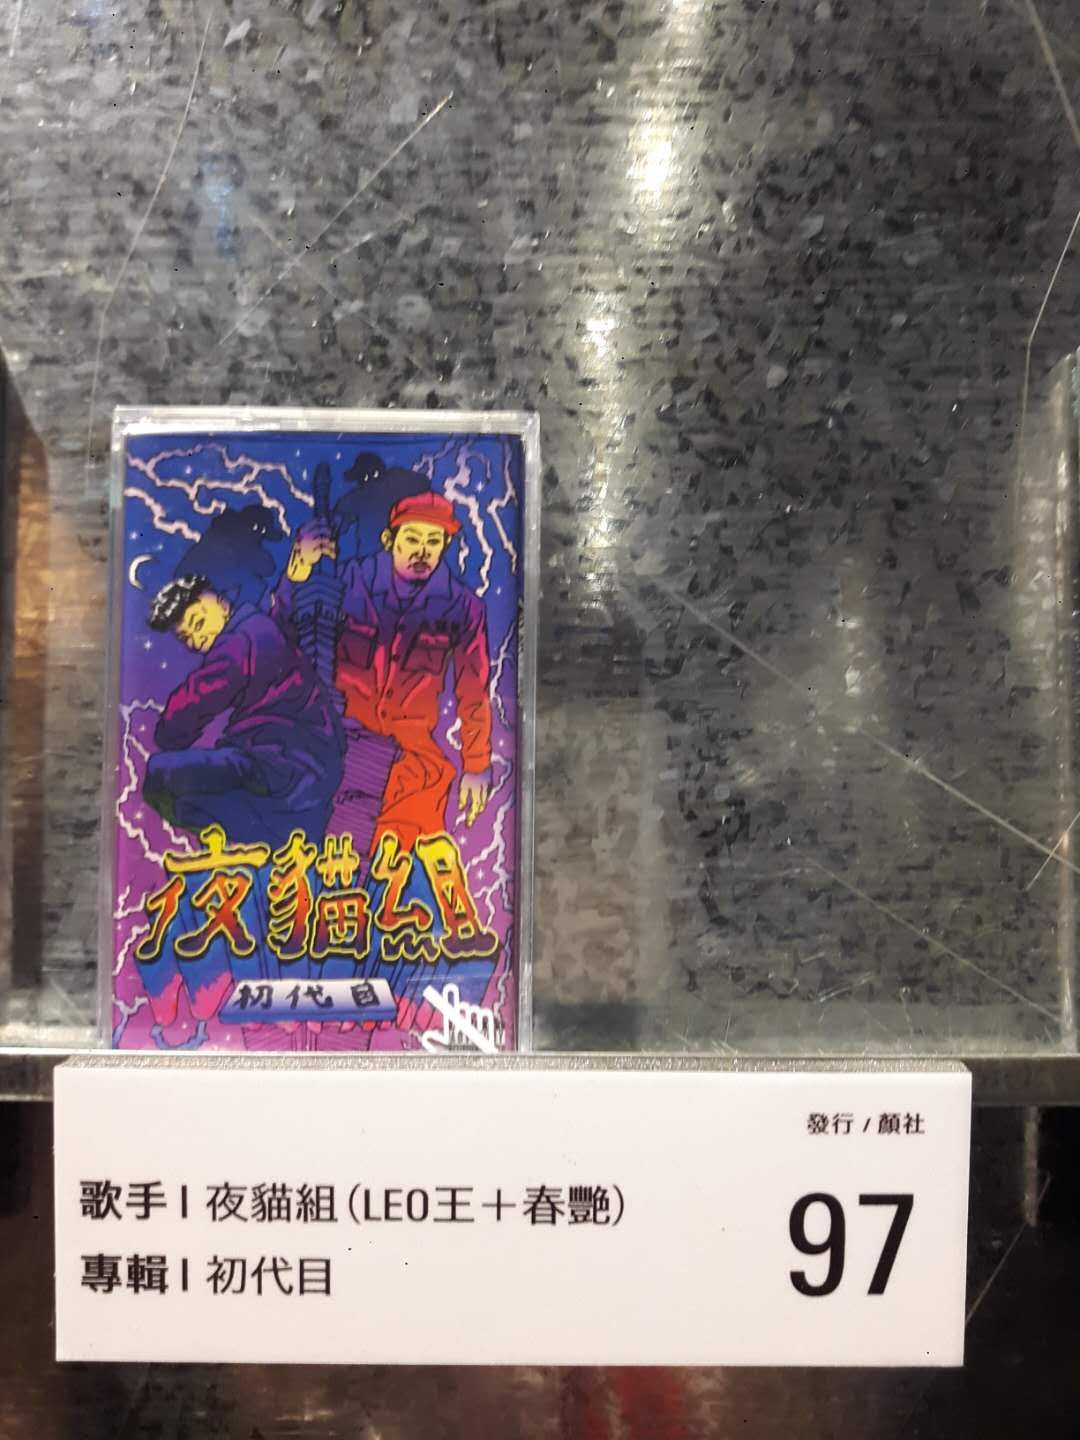 夜貓組
初代目
發行 / 顏社
歌手 | 夜貓組(LEO王＋春艷)
專輯 | 初代目
97